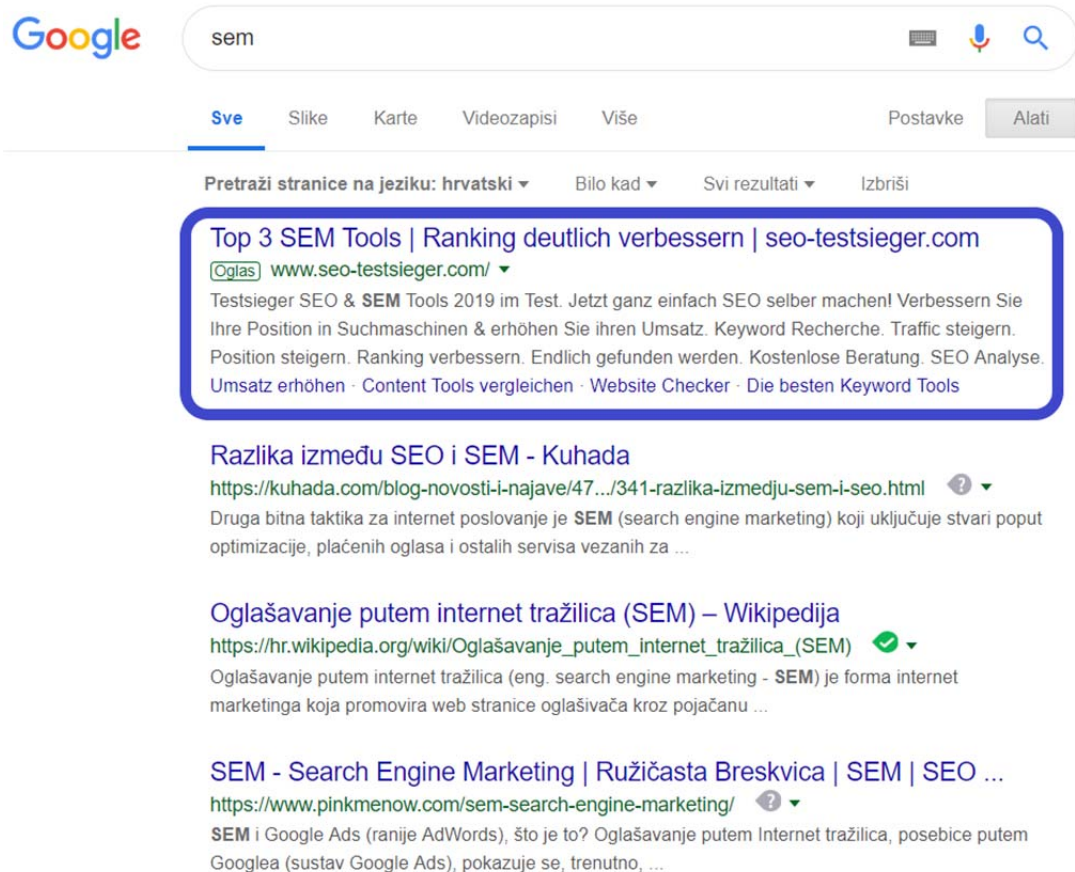 Google
sem
Sve Slike Karte Videozapisi Više Postavke Alati
Pretraži stranice na jeziku: hrvatski Bilo kad Svi rezultati Izbriši
Top 3 SEM Tools | Ranking deutlich verbessern | seo-testsieger.com
Oglas www.seo-testsieger.com/
Testsieger SEO & SEM Tools 2019 im Test. Jetzt ganz einfach SEO selber machen! Verbessern Sie
Ihre Position in Suchmaschinen & erhöhen Sie ihren Umsatz. Keyword Recherche. Traffic steigern.
Position steigern. Ranking verbessern. Endlich gefunden werden. Kostenlose Beratung. SEO Analyse.
Umsatz erhöhen · Content Tools vergleichen · Website Checker · Die besten Keyword Tools
Razlika između SEO i SEM - Kuhada
https://kuhada.com/blog-novosti-i-najave/47.../341-razlika-izmedju-sem-i-seo.html ?
Druga bitna taktika za internet poslovanje je SEM (search engine marketing) koji uključuje stvari poput
optimizacije, plaćenih oglasa i ostalih servisa vezanih za ...
Oglašavanje putem internet tražilica (SEM) – Wikipedija
https://hr.wikipedia.org/wiki/Oglašavanje_putem_internet_tražilica_(SEM)
Oglašavanje putem internet tražilica (eng. search engine marketing - SEM) je forma internet
marketinga koja promovira web stranice oglašivača kroz pojačanu ...
SEM - Search Engine Marketing | Ružičasta Breskvica | SEM | SEO ...
https://www.pinkmenow.com/sem-search-engine-marketing/ ?
SEM i Google Ads (ranije AdWords), što je to? Oglašavanje putem Internet tražilica, posebice putem
Googlea (sustav Google Ads), pokazuje se, trenutno, ...